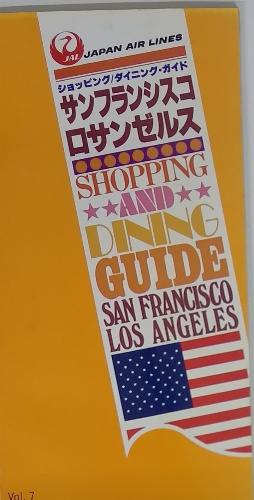 JAL
JAPAN AIR LINES
ショッピング/ダイニング・ガイド
サンフランシスコ
ロサンゼルス
SHOPPING
AND
DINING
GUIDE
SAN FRANCISCO
LOS ANGELES
Vol. 7